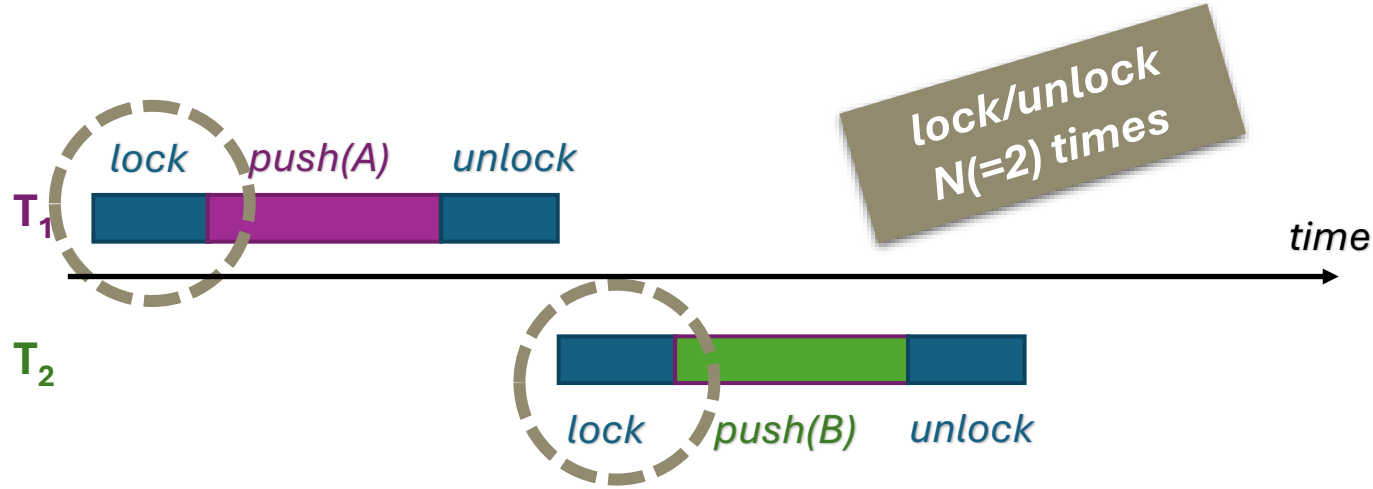 lock/unlock
N(=2) times
lock push(A) unlock
T1
time
T2
lock push(B) unlock